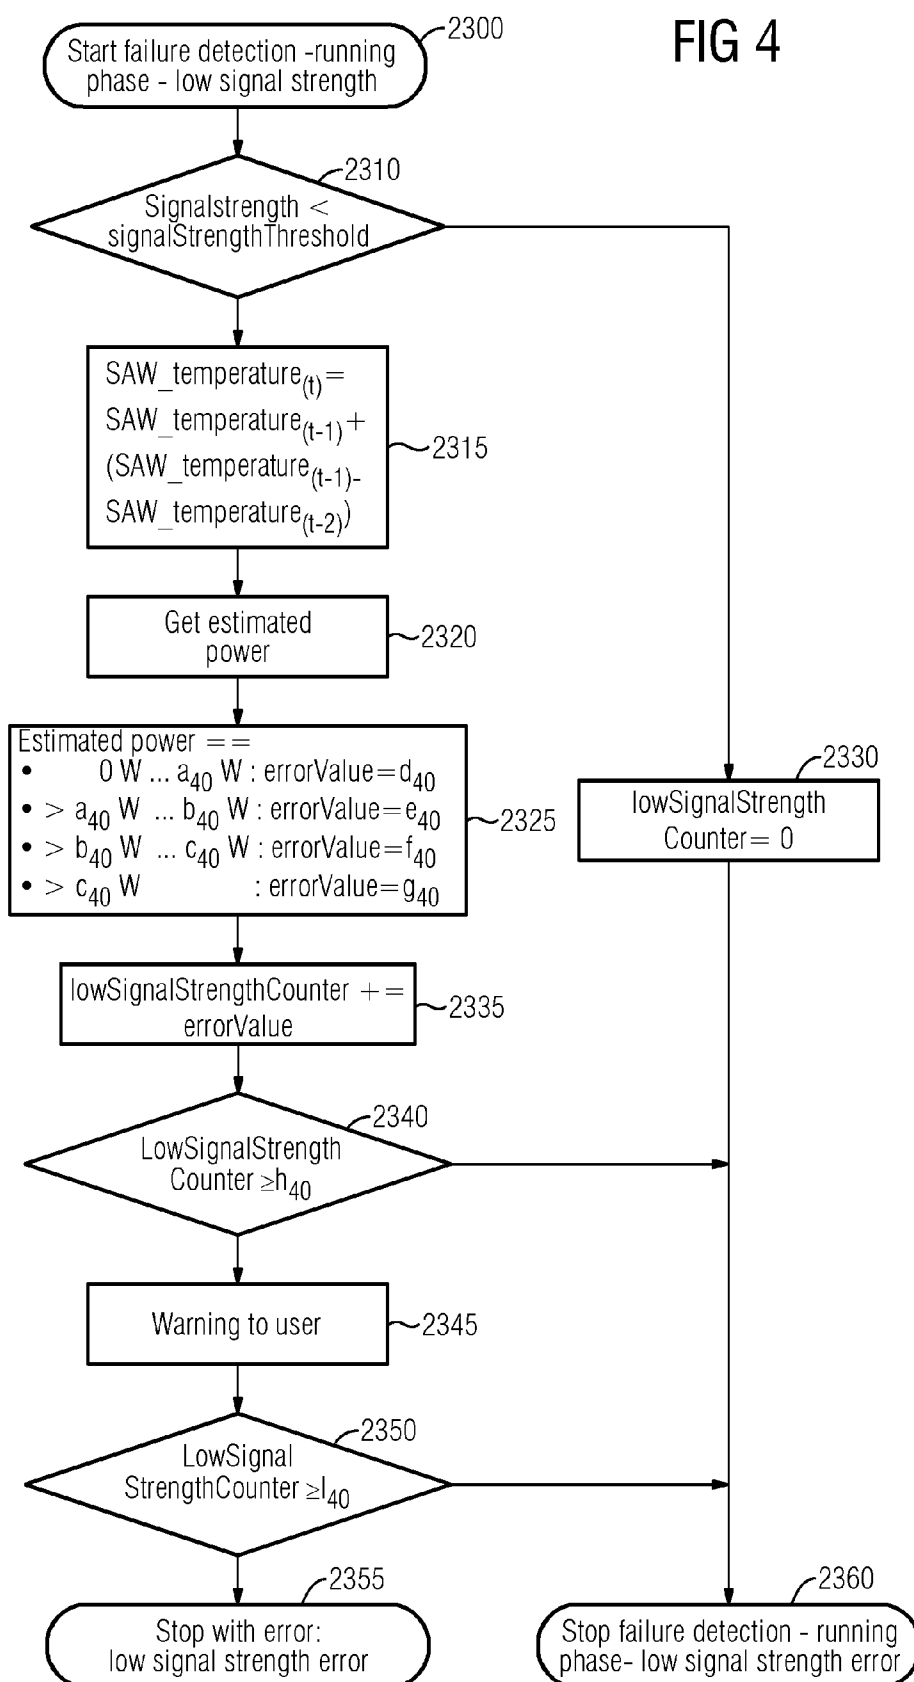 FIG 4
2300
Start failure detection -running
phase - low signal strength
2310
Signalstrength <
signalStrengthThreshold
SAW_temperature(t)=
SAW_temperature(t-1)+
(SAW_temperature(t-1)-
SAW_temperature(t-2))
2315
Get estimated
power
2320
Estimated power ==
• 0 W ... a40 W : errorValue=d40
• > a40 W ... b40 W : errorValue=e40
• > b40 W ... c40 W : errorValue=f40
• > c40 W : errorValue=g40
2325
2330
lowSignalStrength
Counter= 0
lowSignalStrengthCounter +=
errorValue
2335
2340
LowSignalStrength
Counter ≥h40
Warning to user
2345
2350
LowSignal
StrengthCounter ≥l40
2355
Stop with error:
low signal strength error
2360
Stop failure detection - running
phase- low signal strength error